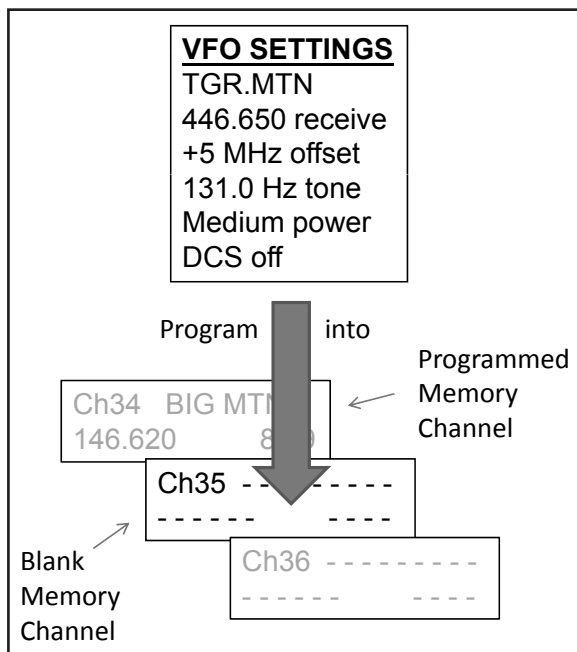 VFO SETTINGS
TGR.MTN
446.650 receive
+5 MHz offset
131.0 Hz tone
Medium power
DCS off
Program into
Programmed
Memory
Channel
Ch34 BIG MTN
146.620
Ch35 - - - - - - - - -
- - - - - - - - - -
Blank
Memory
Channel
Ch36 - - - - - - - - -
- - - - - - - - - -